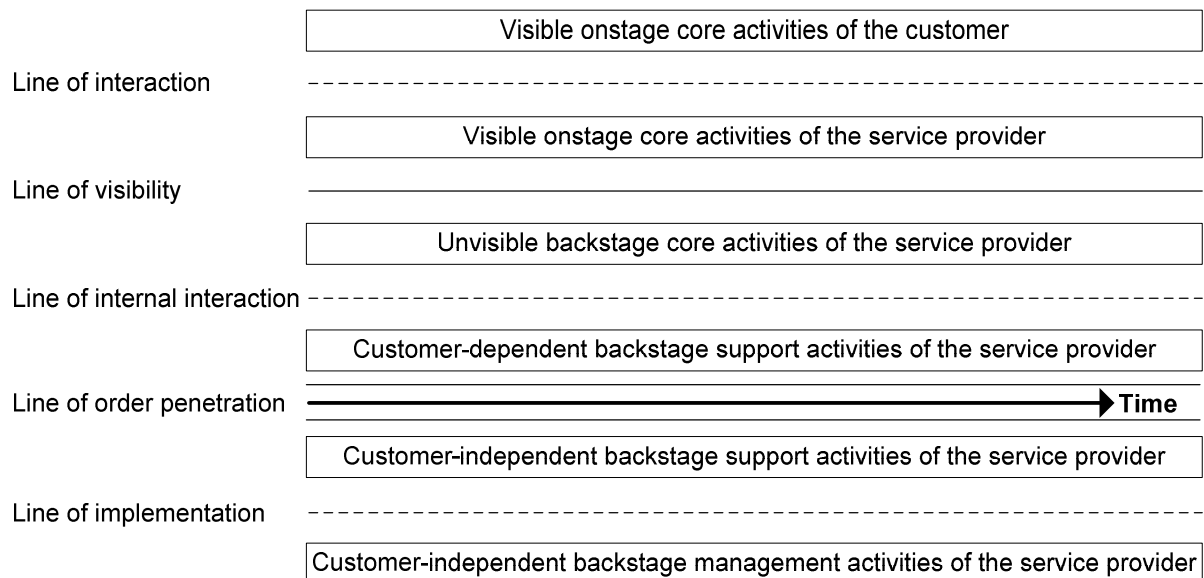 Visible onstage core activities of the customer
Line of interaction
Visible onstage core activities of the service provider
Line of visibility
Unvisible backstage core activities of the service provider
Line of internal interaction
Customer-dependent backstage support activities of the service provider
Line of order penetration Time
Customer-independent backstage support activities of the service provider
Line of implementation
Customer-independent backstage management activities of the service provider